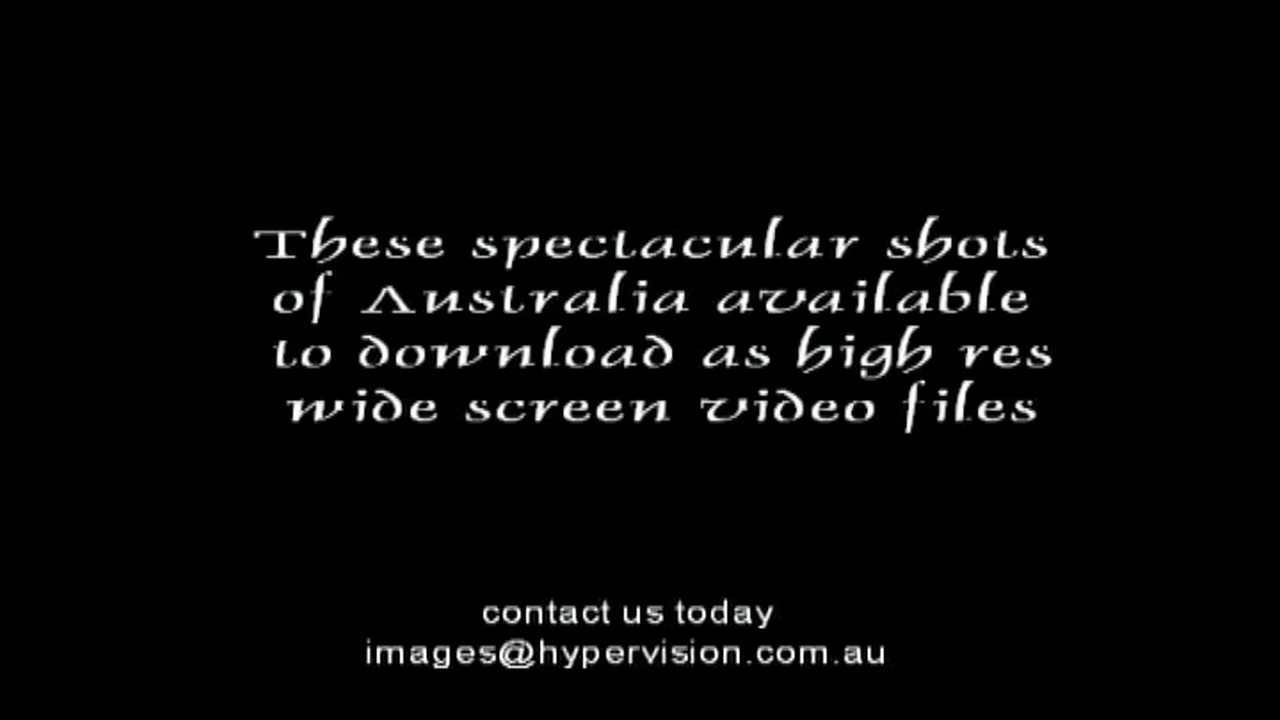 These spectacular shots
of Australia available
to download as high res
wide screen video files
contact us today
images@hypervision.com.au